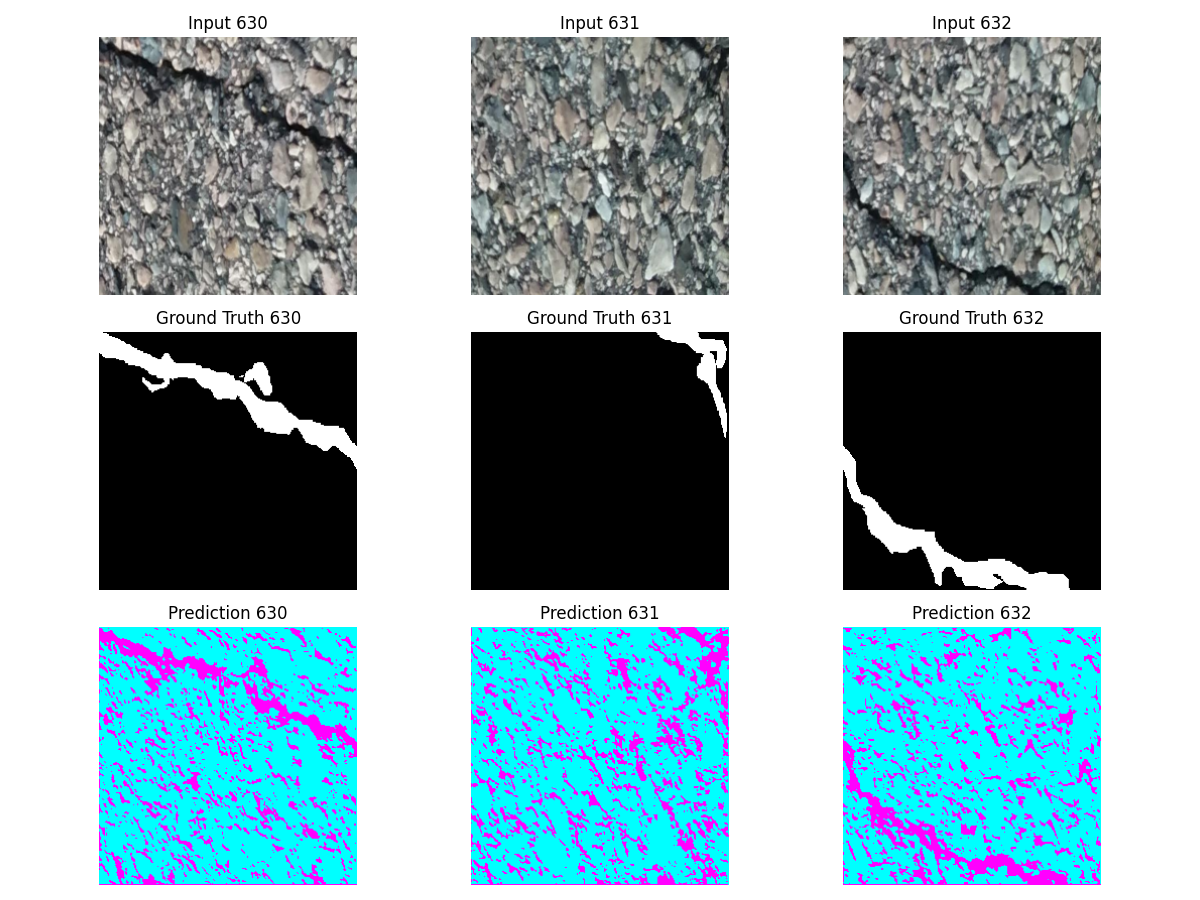 Input 630
Input 631
Input 632
Ground Truth 630
Ground Truth 631
Ground Truth 632
Prediction 630
Prediction 631
Prediction 632